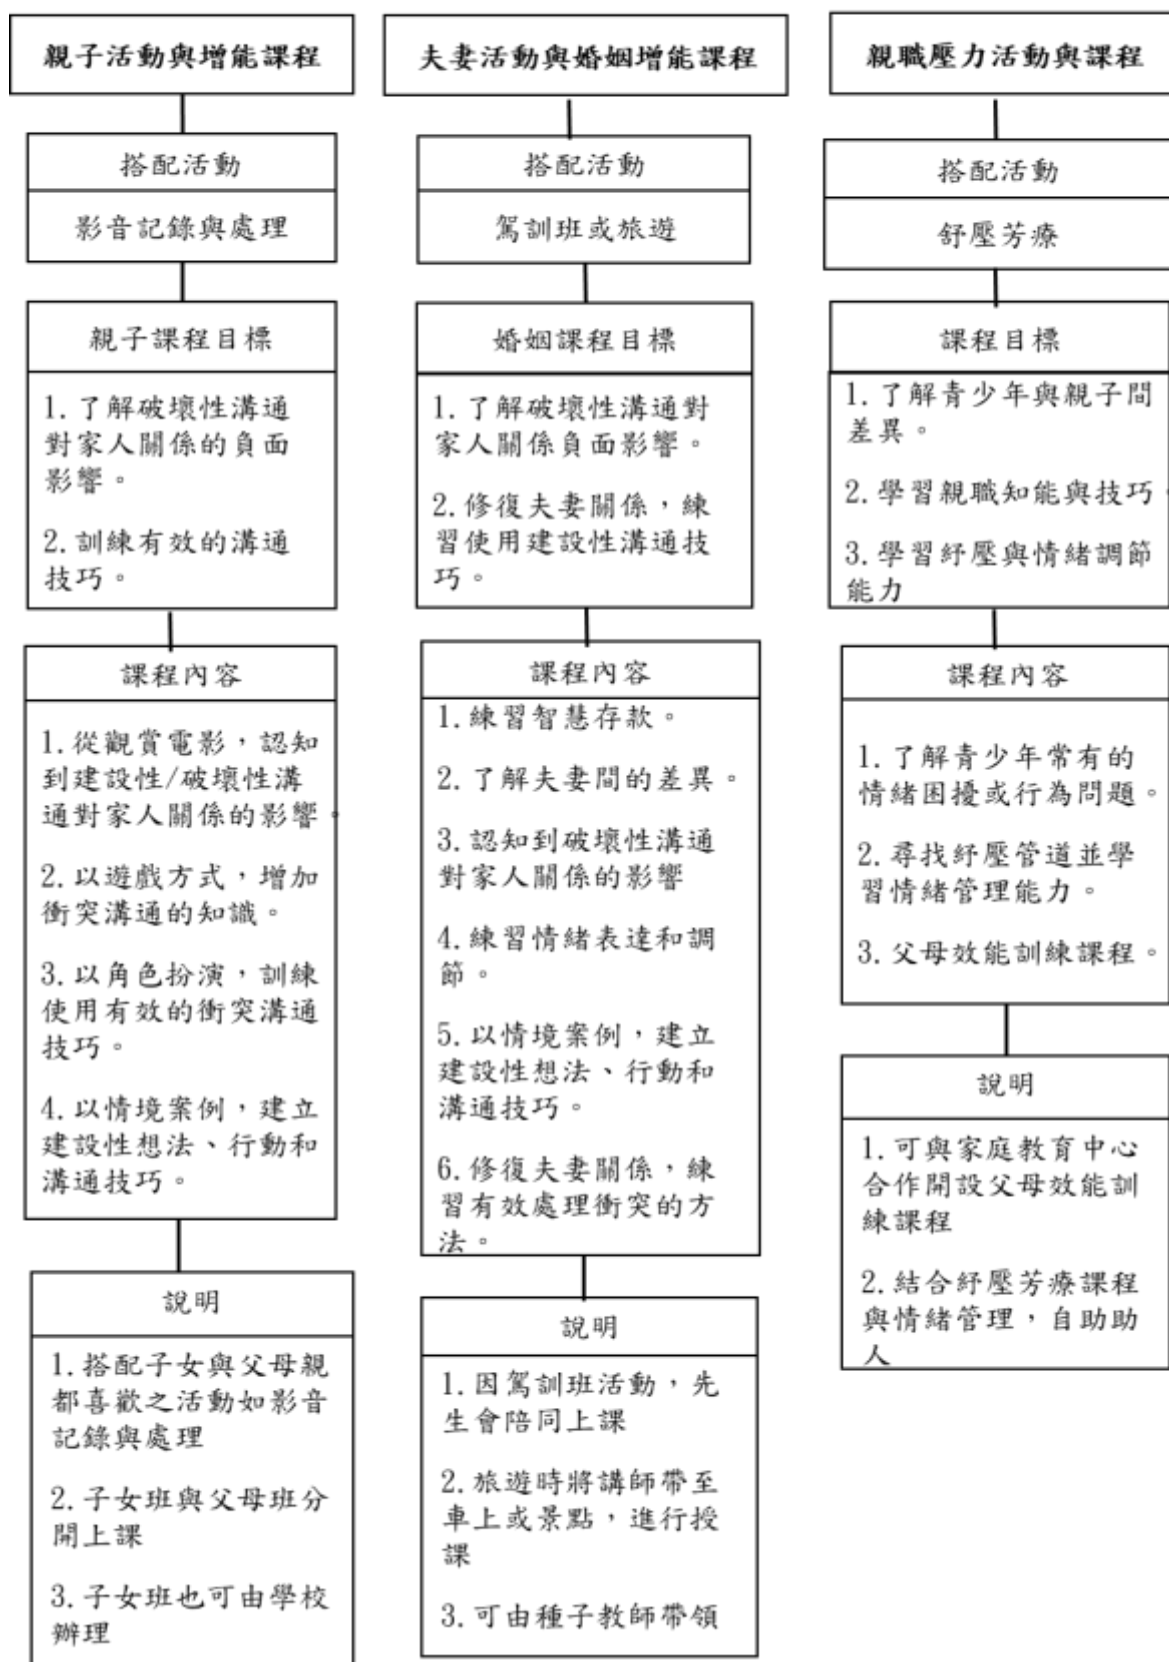 親子活動與增能課程
搭配活動
影音記錄與處理
親子課程目標
1.了解破壞性溝通
對家人關係的負面
影響。
2.訓練有效的溝通
技巧。
課程內容
1.從觀賞電影，認知
到建設性/破壞性溝
通對家人關係的影響。
2.以遊戲方式，增加
衝突溝通的知識。
3.以角色扮演，訓練
使用有效的衝突溝通
技巧。
4.以情境案例，建立
建設性想法、行動和
溝通技巧。
說明
1.搭配子女與父母親
都喜歡之活動如影音
記錄與處理
2.子女班與父母班分
開上課
3.子女班也可由學校
辦理
夫妻活動與婚姻增能課程
搭配活動
駕訓班或旅遊
婚姻課程目標
1.了解破壞性溝通對
家人關係負面影響。
2.修復夫妻關係，練
習使用建設性溝通技
巧。
課程內容
1.練習智慧存款。
2.了解夫妻間的差異。
3.認知到破壞性溝通
對家人關係的影響
4.練習情緒表達和調
節。
5.以情境案例，建立
建設性想法、行動和
溝通技巧。
6.修復夫妻關係，練
習有效處理衝突的方
法。
說明
1.因駕訓班活動，先
生會陪同上課
2.旅遊時將講師帶至
車上或景點，進行授
課
3.可由種子教師帶領
親職壓力活動與課程
搭配活動
舒壓芳療
課程目標
1.了解青少年與親子間
差異。
2.學習親職知能與技巧。
3.學習紓壓與情緒調節
能力
課程內容
1.了解青少年常有的
情緒困擾或行為問題。
2.尋找紓壓管道並學
習情緒管理能力。
3.父母效能訓練課程。
說明
1.可與家庭教育中心
合作開設父母效能訓
練課程
2.結合紓壓芳療課程
與情緒管理，自助助
人